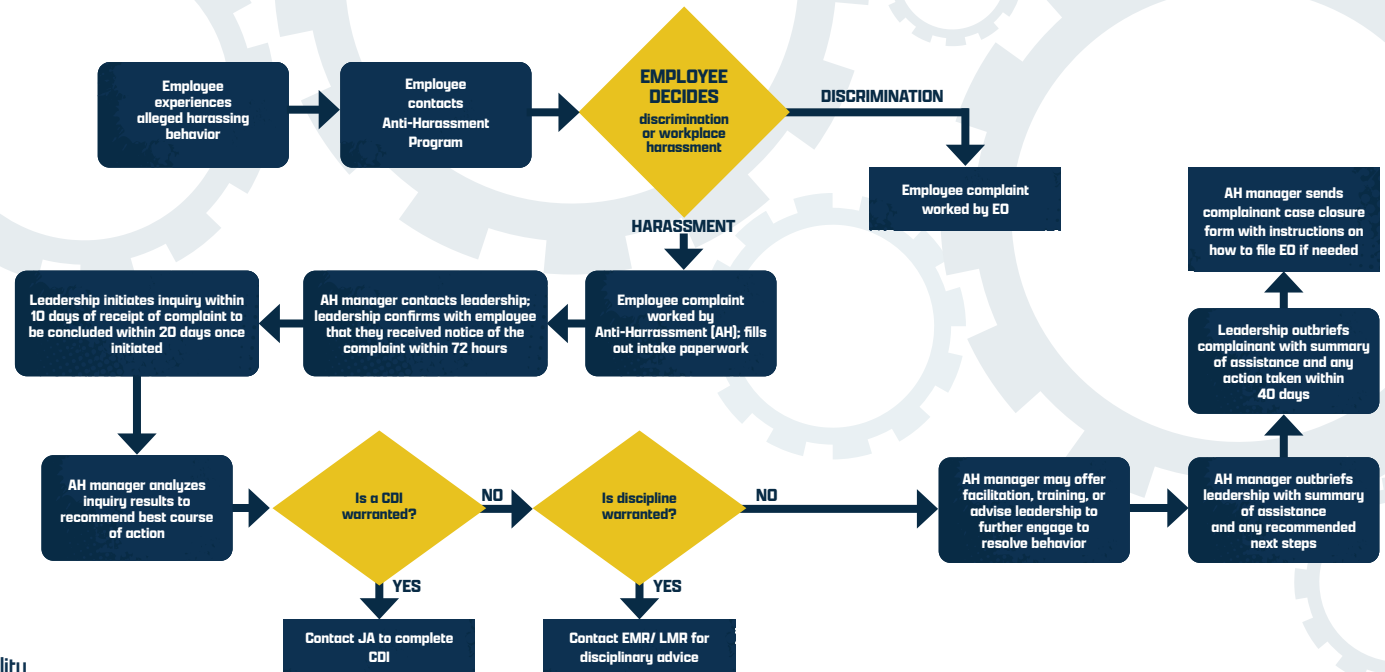 Employee
experiences
alleged harassing
behavior
Employee
contacts
Anti-Harassment
Program
EMPLOYEE
DECIDES
discrimination
or workplace
harassment
DISCRIMINATION
Employee complaint
worked by EO
HARASSMENT
Employee complaint
worked by
Anti-Harrassment (AH); fills
out intake paperwork
AH manager contacts leadership;
leadership confirms with employee
that they received notice of the
complaint within 72 hours
Leadership initiates inquiry within
10 days of receipt of complaint to
be concluded within 20 days once
initiated
AH manager analyzes
inquiry results to
recommend best course
of action
Is a CDI
warranted?
YES
Contact JA to complete
CDI
NO
Is discipline
warranted?
YES
Contact EMR/ LMR for
disciplinary advice
NO
AH manager may offer
facilitation, training, or
advise leadership to
further engage to
resolve behavior
AH manager outbriefs
leadership with summary
of assistance
and any recommended
next steps
Leadership outbriefs
complainant with summary
of assistance and any
action taken within
40 days
AH manager sends
complainant case closure
form with instructions on
how to file EO if needed